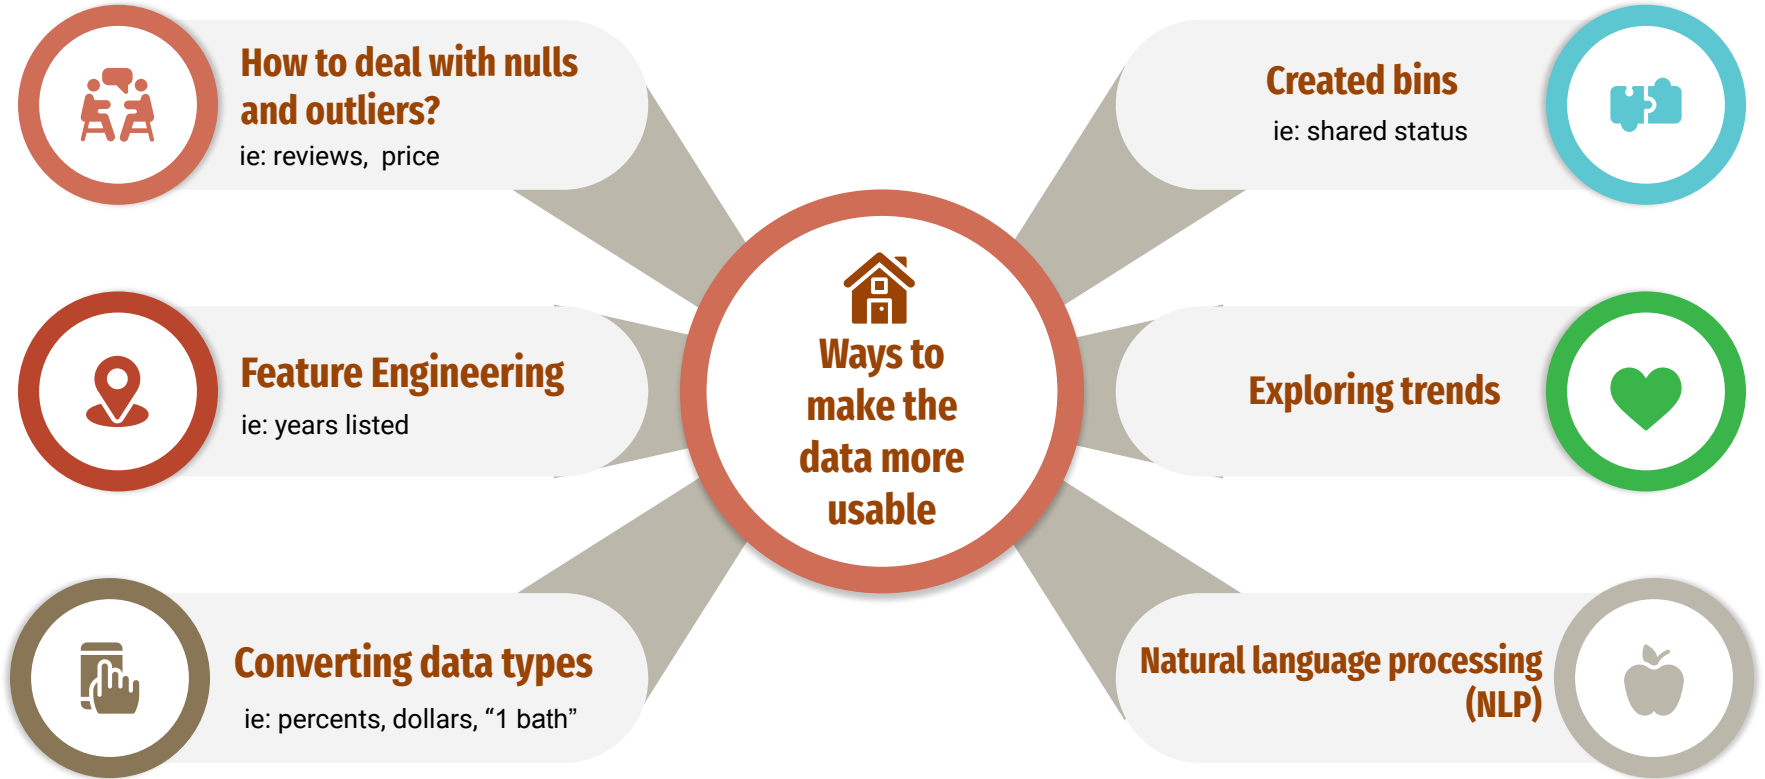 How to deal with nulls
and outliers?
ie: reviews, price
Feature Engineering
ie: years listed
Converting data types
ie: percents, dollars, “1 bath”
Ways to
make the
data more
usable
Created bins
ie: shared status
Exploring trends
Natural language processing
(NLP)